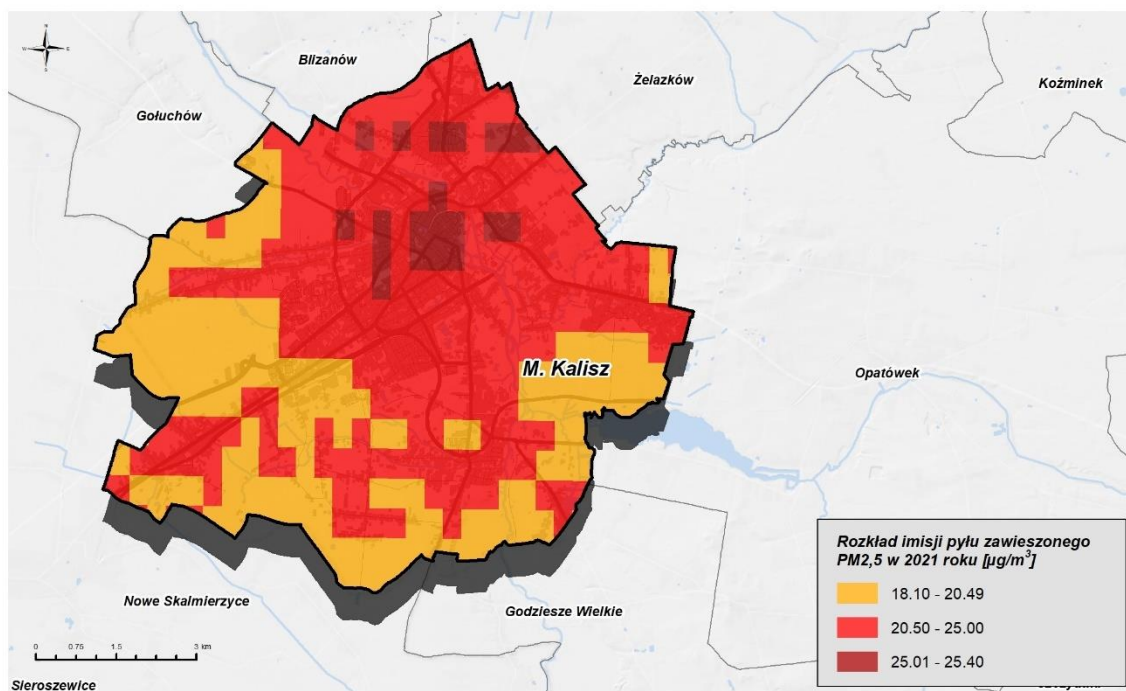 N
W
E
S
Blizanów
Żelazków
Koźminek
Gołuchów
M. Kalisz
Opatówek
Nowe Skalmierzyce
Godziesze Wielkie
Sieroszewice
0 0.75 1.5 3 km
Rozkład imisji pyłu zawieszonego
PM2,5 w 2021 roku [µg/m³]
18.10 - 20.49
20.50 - 25.00
25.01 - 25.40